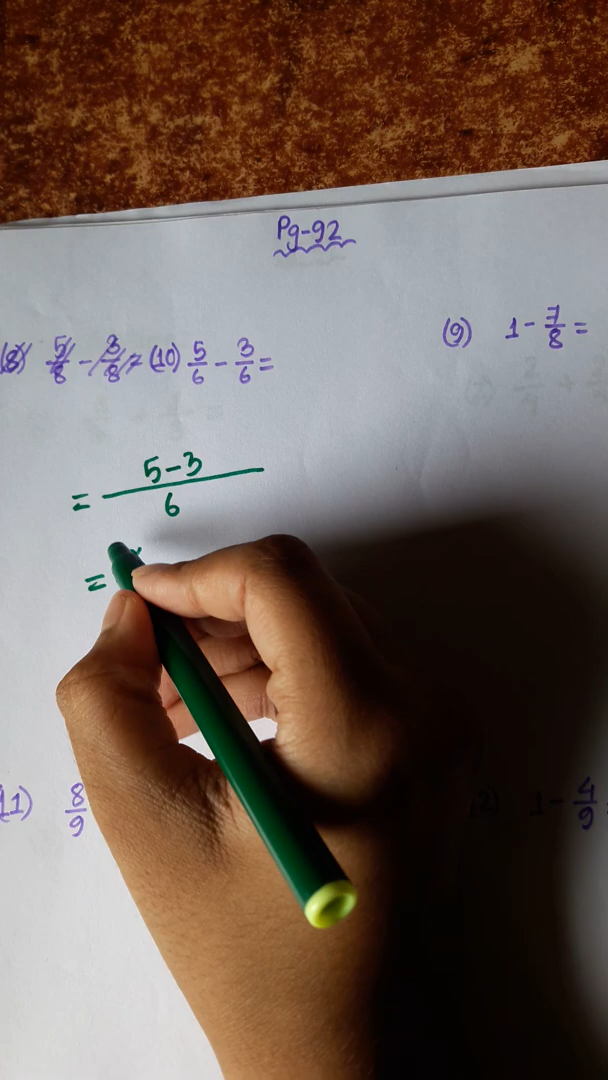 Pg-92
(8) 5/8 - 3/8 = (10) 5/6 - 3/6 =
(9) 1 - 7/8 =
= 5-3/6
=
11) 8/9
2) 1 - 4/9